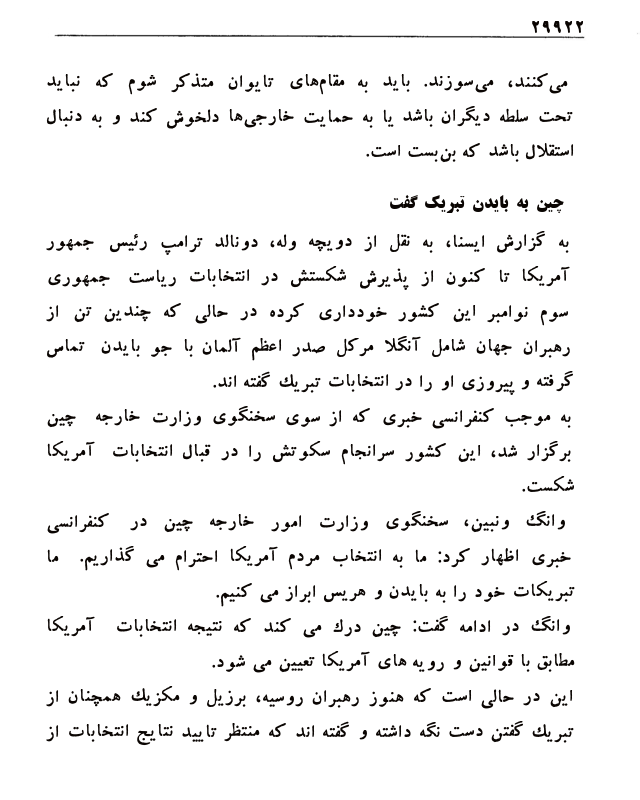 ۲۹۹۲۲
می‌کنند، می‌سوزند. باید به مقام‌های تایوان متذکر شوم که نباید
تحت سلطه دیگران باشد یا به حمایت خارجی‌ها دلخوش کند و به دنبال
استقلال باشد که بن‌بست است.
چین به بایدن تبریک گفت
به گزارش ایسنا، به نقل از دویچه وله، دونالد ترامپ رئیس جمهور
آمریکا تا کنون از پذیرش شکستش در انتخابات ریاست جمهوری
سوم نوامبر این کشور خودداری کرده در حالی که چندین تن از
رهبران جهان شامل آنگلا مرکل صدر اعظم آلمان با جو بایدن تماس
گرفته و پیروزی او را در انتخابات تبریك گفته اند.
به موجب کنفرانسی خبری که از سوی سخنگوی وزارت خارجه چین
برگزار شد، این کشور سرانجام سکوتش را در قبال انتخابات آمریکا
شکست.
وانگ ونبین، سخنگوی وزارت امور خارجه چین در کنفرانسی
خبری اظهار کرد: ما به انتخاب مردم آمریکا احترام می گذاریم. ما
تبریکات خود را به بایدن و هریس ابراز می کنیم.
وانگ در ادامه گفت: چین درك می کند که نتیجه انتخابات آمریکا
مطابق با قوانین و رویه های آمریکا تعیین می شود.
این در حالی است که هنوز رهبران روسیه، برزیل و مکزیك همچنان از
تبریك گفتن دست نگه داشته و گفته اند که منتظر تایید نتایج انتخابات از